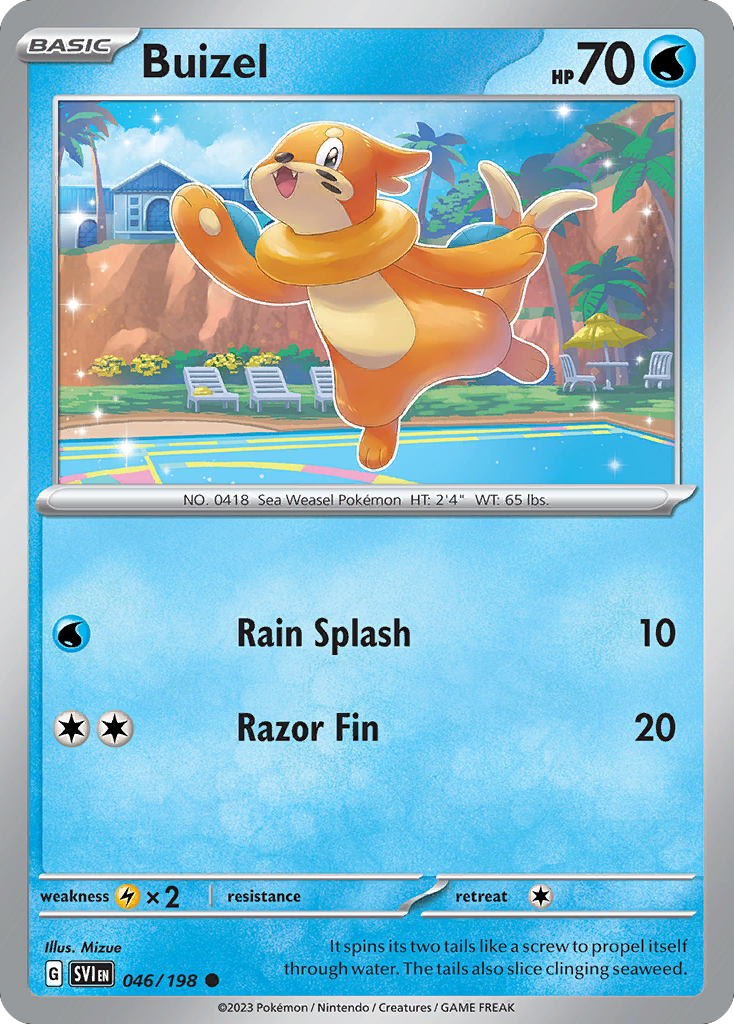 BASIC
Buizel
HP 70
NO. 0418 Sea Weasel Pokémon HT: 2'4" WT: 65 lbs.
Rain Splash 10
Razor Fin 20
weakness ×2 resistance retreat
Illus. Mizue
It spins its two tails like a screw to propel itself
through water. The tails also slice clinging seaweed.
G SVI EN 046/198
©2023 Pokémon / Nintendo / Creatures / GAME FREAK